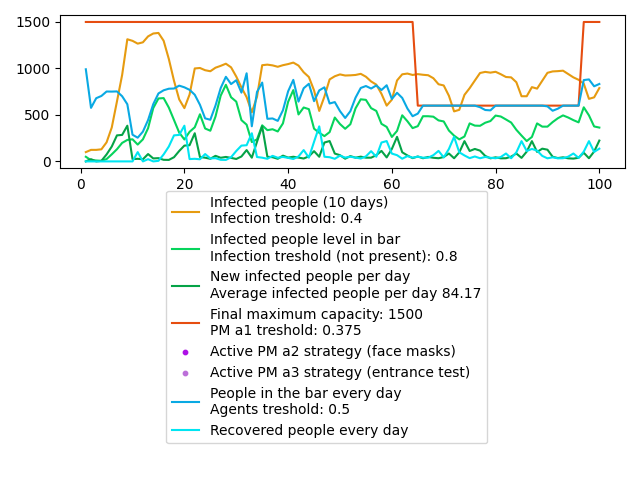 1500
1000
500
0
0
20
40
60
80
100
Infected people (10 days)
Infection treshold: 0.4
Infected people level in bar
Infection treshold (not present): 0.8
New infected people per day
Average infected people per day 84.17
Final maximum capacity: 1500
PM a1 treshold: 0.375
Active PM a2 strategy (face masks)
Active PM a3 strategy (entrance test)
People in the bar every day
Agents treshold: 0.5
Recovered people every day